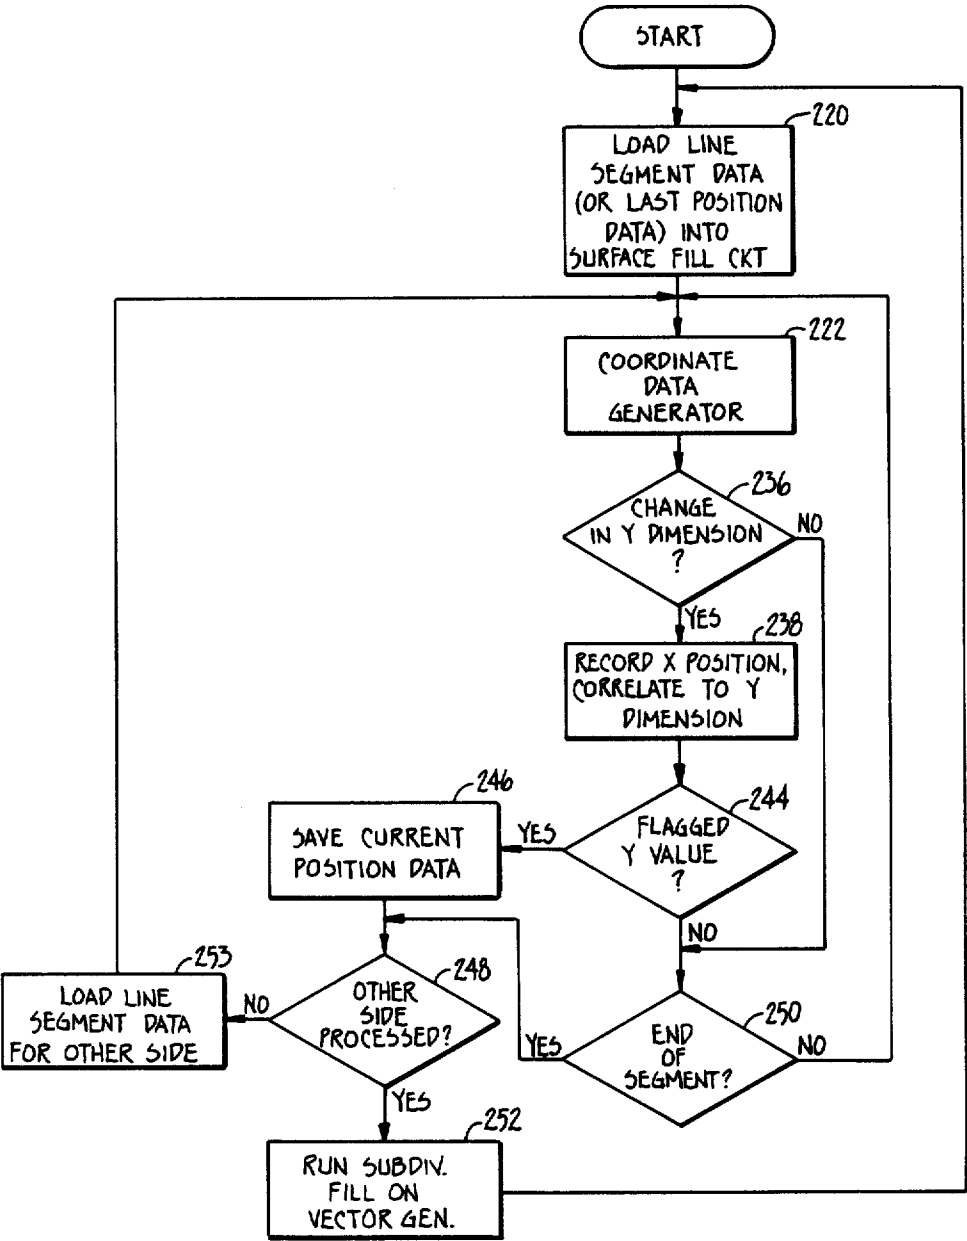 START
220
LOAD LINE
SEGMENT DATA
(OR LAST POSITION
DATA) INTO
SURFACE FILL CKT
222
COORDINATE
DATA
GENERATOR
236
CHANGE
IN Y DIMENSION
?
NO
YES
238
RECORD X POSITION,
CORRELATE TO Y
DIMENSION
244
FLAGGED
Y VALUE
?
YES
NO
246
SAVE CURRENT
POSITION DATA
248
OTHER
SIDE
PROCESSED?
NO
YES
253
LOAD LINE
SEGMENT DATA
FOR OTHER SIDE
250
END
OF
SEGMENT?
YES
NO
252
RUN SUBDIV.
FILL ON
VECTOR GEN.